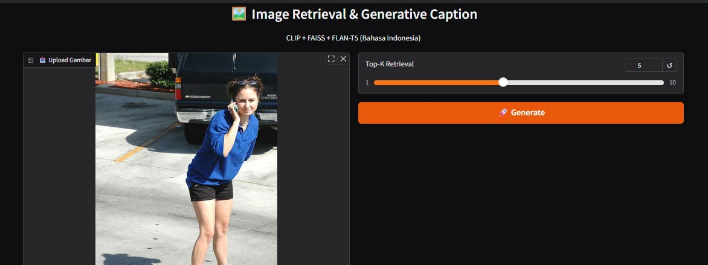 Image Retrieval & Generative Caption
CLIP + FAISS + FLAN-T5 (Bahasa Indonesia)
Upload Gambar
Top-K Retrieval
5
1
10
Generate